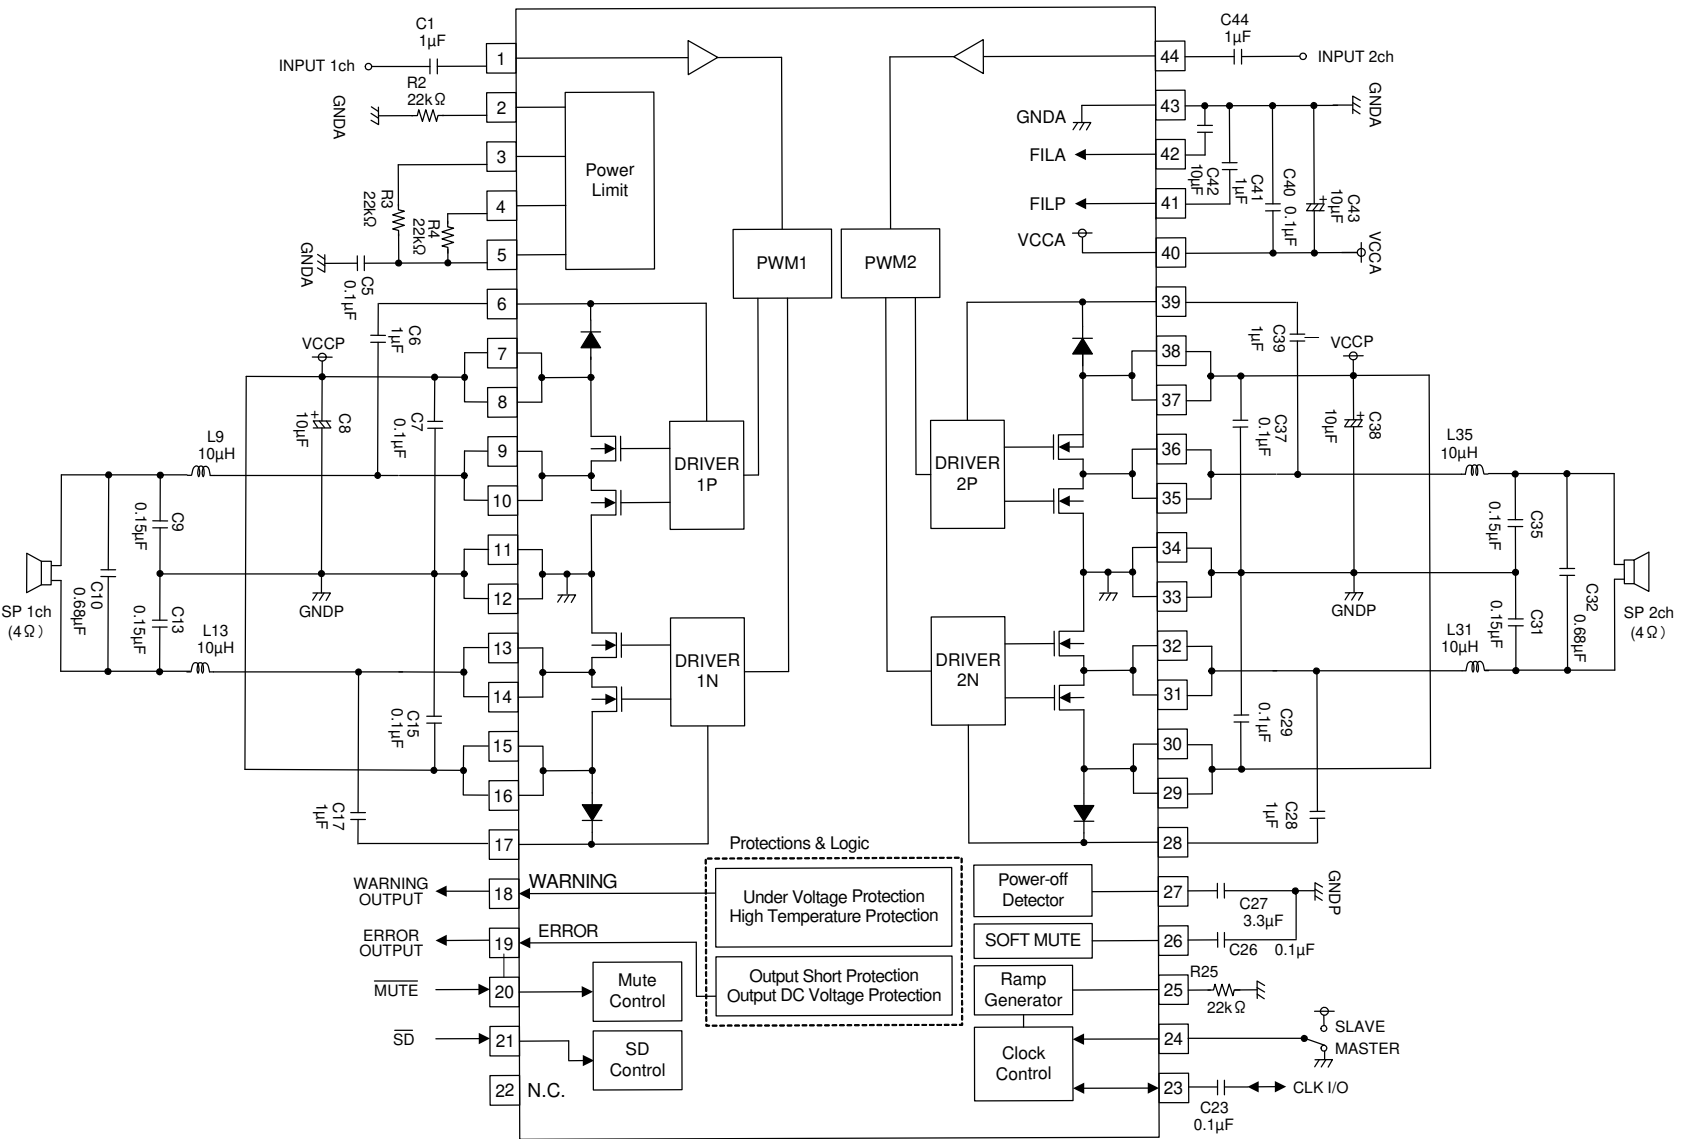 C1
1µF
INPUT 1ch
1
R2
22kΩ
GNDA
2
3
R3
22kΩ
4
R4
22kΩ
5
GNDA
C5
0.1µF
Power
Limit
PWM1
PWM2
6
C6
1µF
VCCP
7
8
C8
10µF
C7
0.1µF
L9
10µH
9
10
DRIVER
1P
C9
0.15µF
11
12
GNDP
SP 1ch
(4Ω)
C10
0.68µF
C13
0.15µF
L13
10µH
13
14
DRIVER
1N
C15
0.1µF
15
16
C17
1µF
17
WARNING
OUTPUT
18
WARNING
ERROR
OUTPUT
19
ERROR
MUTE
20
Mute
Control
SD
21
SD
Control
22
N.C.
Protections & Logic
Under Voltage Protection
High Temperature Protection
Output Short Protection
Output DC Voltage Protection
C44
1µF
INPUT 2ch
44
43
GNDA
GNDA
FILA
42
C42
10µF
C41
1µF
C40
0.1µF
C43
10µF
FILP
41
VCCA
40
VCCA
39
C39
1µF
VCCP
38
37
C37
0.1µF
C38
10µF
L35
10µH
36
35
DRIVER
2P
C35
0.15µF
34
33
GNDP
C32
0.68µF
SP 2ch
(4Ω)
C31
0.15µF
L31
10µH
32
31
DRIVER
2N
C29
0.1µF
30
29
C28
1µF
28
Power-off
Detector
27
C27
3.3µF
GNDP
SOFT MUTE
26
C26
0.1µF
Ramp
Generator
25
R25
22kΩ
Clock
Control
24
SLAVE
MASTER
23
CLK I/O
C23
0.1µF